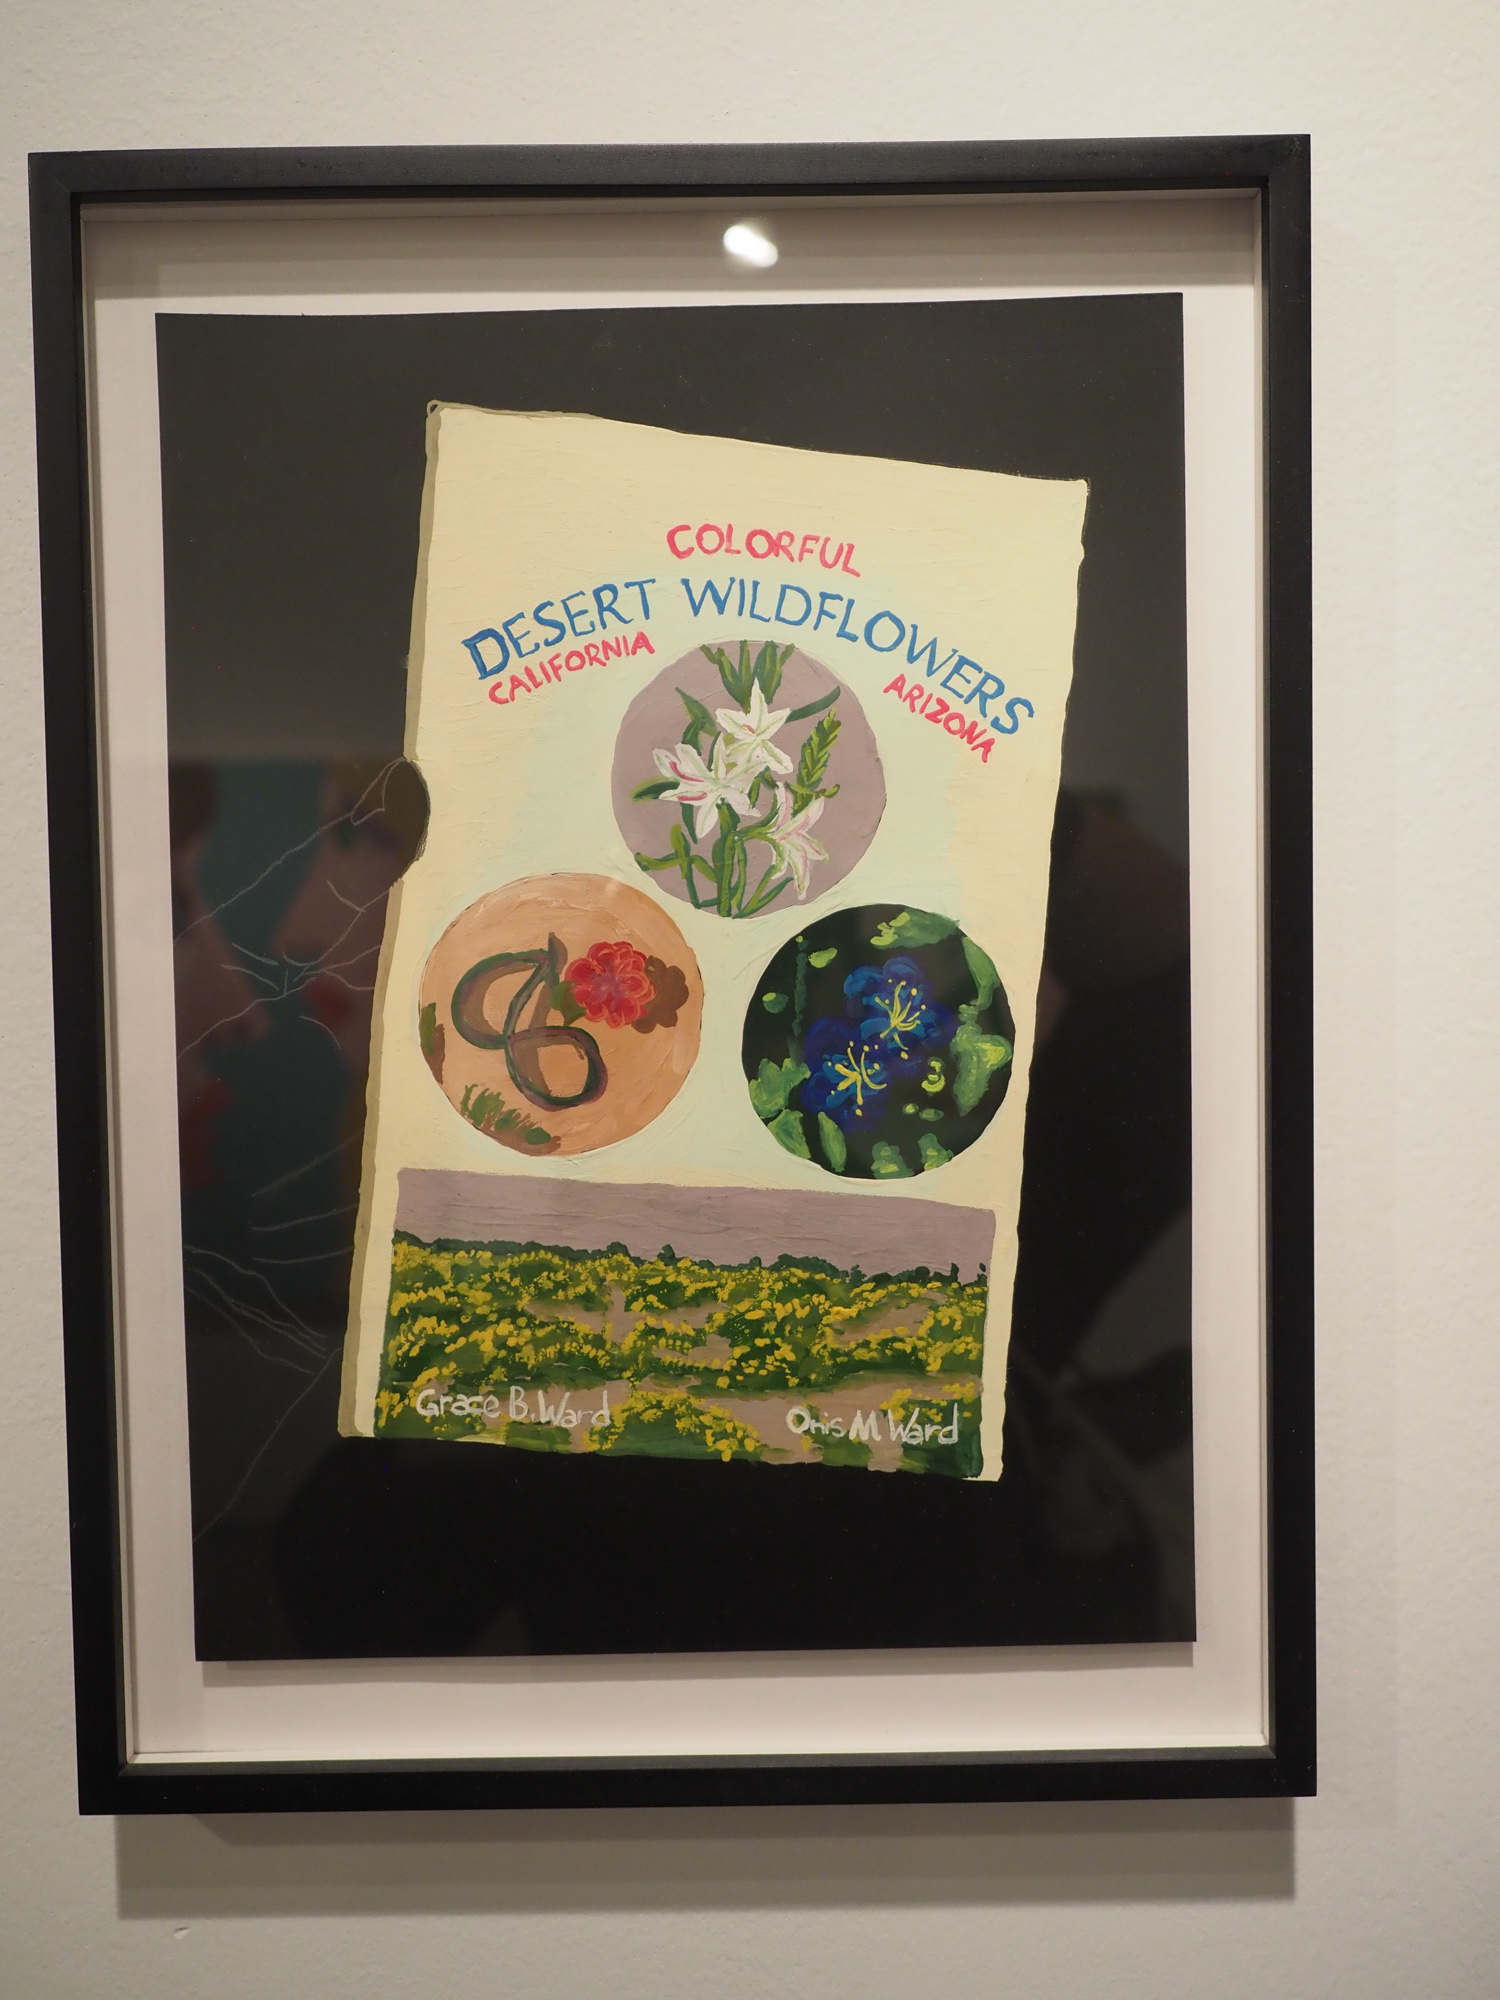 COLORFUL
DESERT WILDFLOWERS
CALIFORNIA
ARIZONA
Grace B. Ward
Onis M Ward